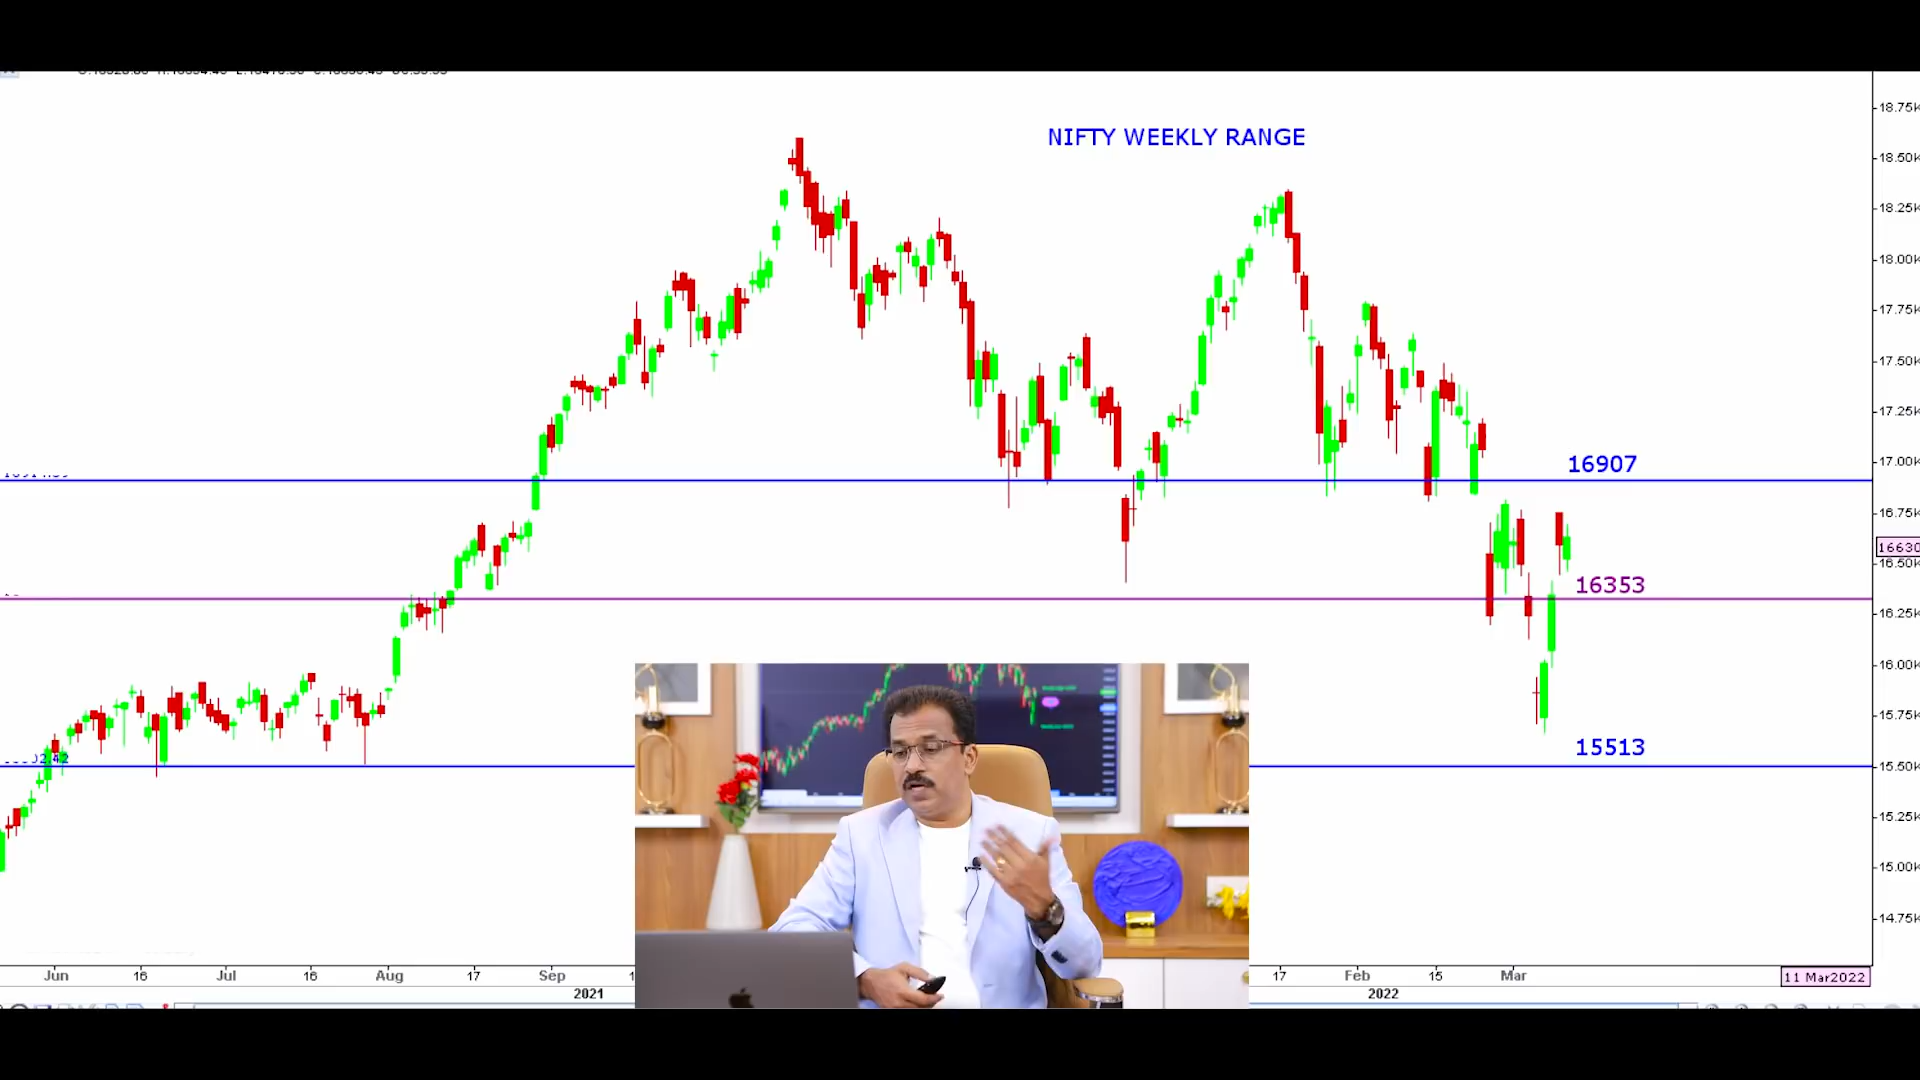 NIFTY WEEKLY RANGE
18.75K
18.50K
18.25K
18.00K
17.75K
17.50K
17.25K
17.00K
16907
16.75K
16630
16.50K
16353
16.25K
16.00K
15.75K
15513
15.50K
15.25K
15.00K
14.75K
Jun 16 Jul 16 Aug 17 Sep 17 Feb 15 Mar 11 Mar2022
2021 2022